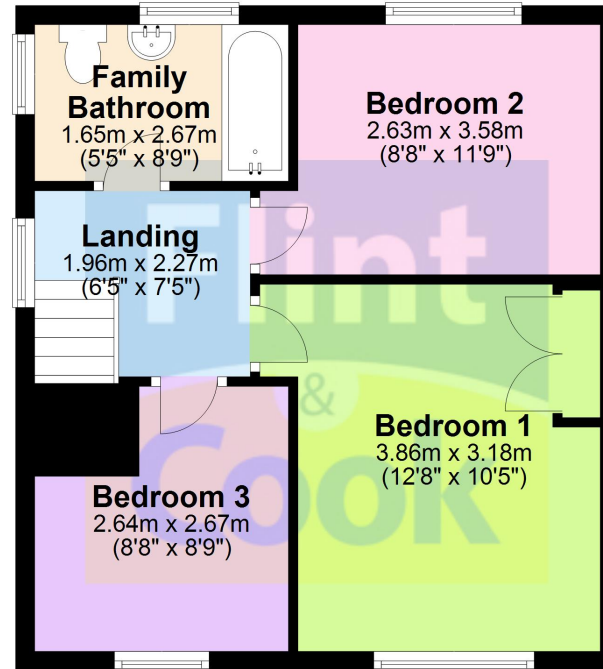 Family
Bathroom
1.65m x 2.67m
(5'5" x 8'9")
Bedroom 2
2.63m x 3.58m
(8'8" x 11'9")
Landing
1.96m x 2.27m
(6'5" x 7'5")
Bedroom 1
3.86m x 3.18m
(12'8" x 10'5")
Bedroom 3
2.64m x 2.67m
(8'8" x 8'9")
Flint
&
Cook